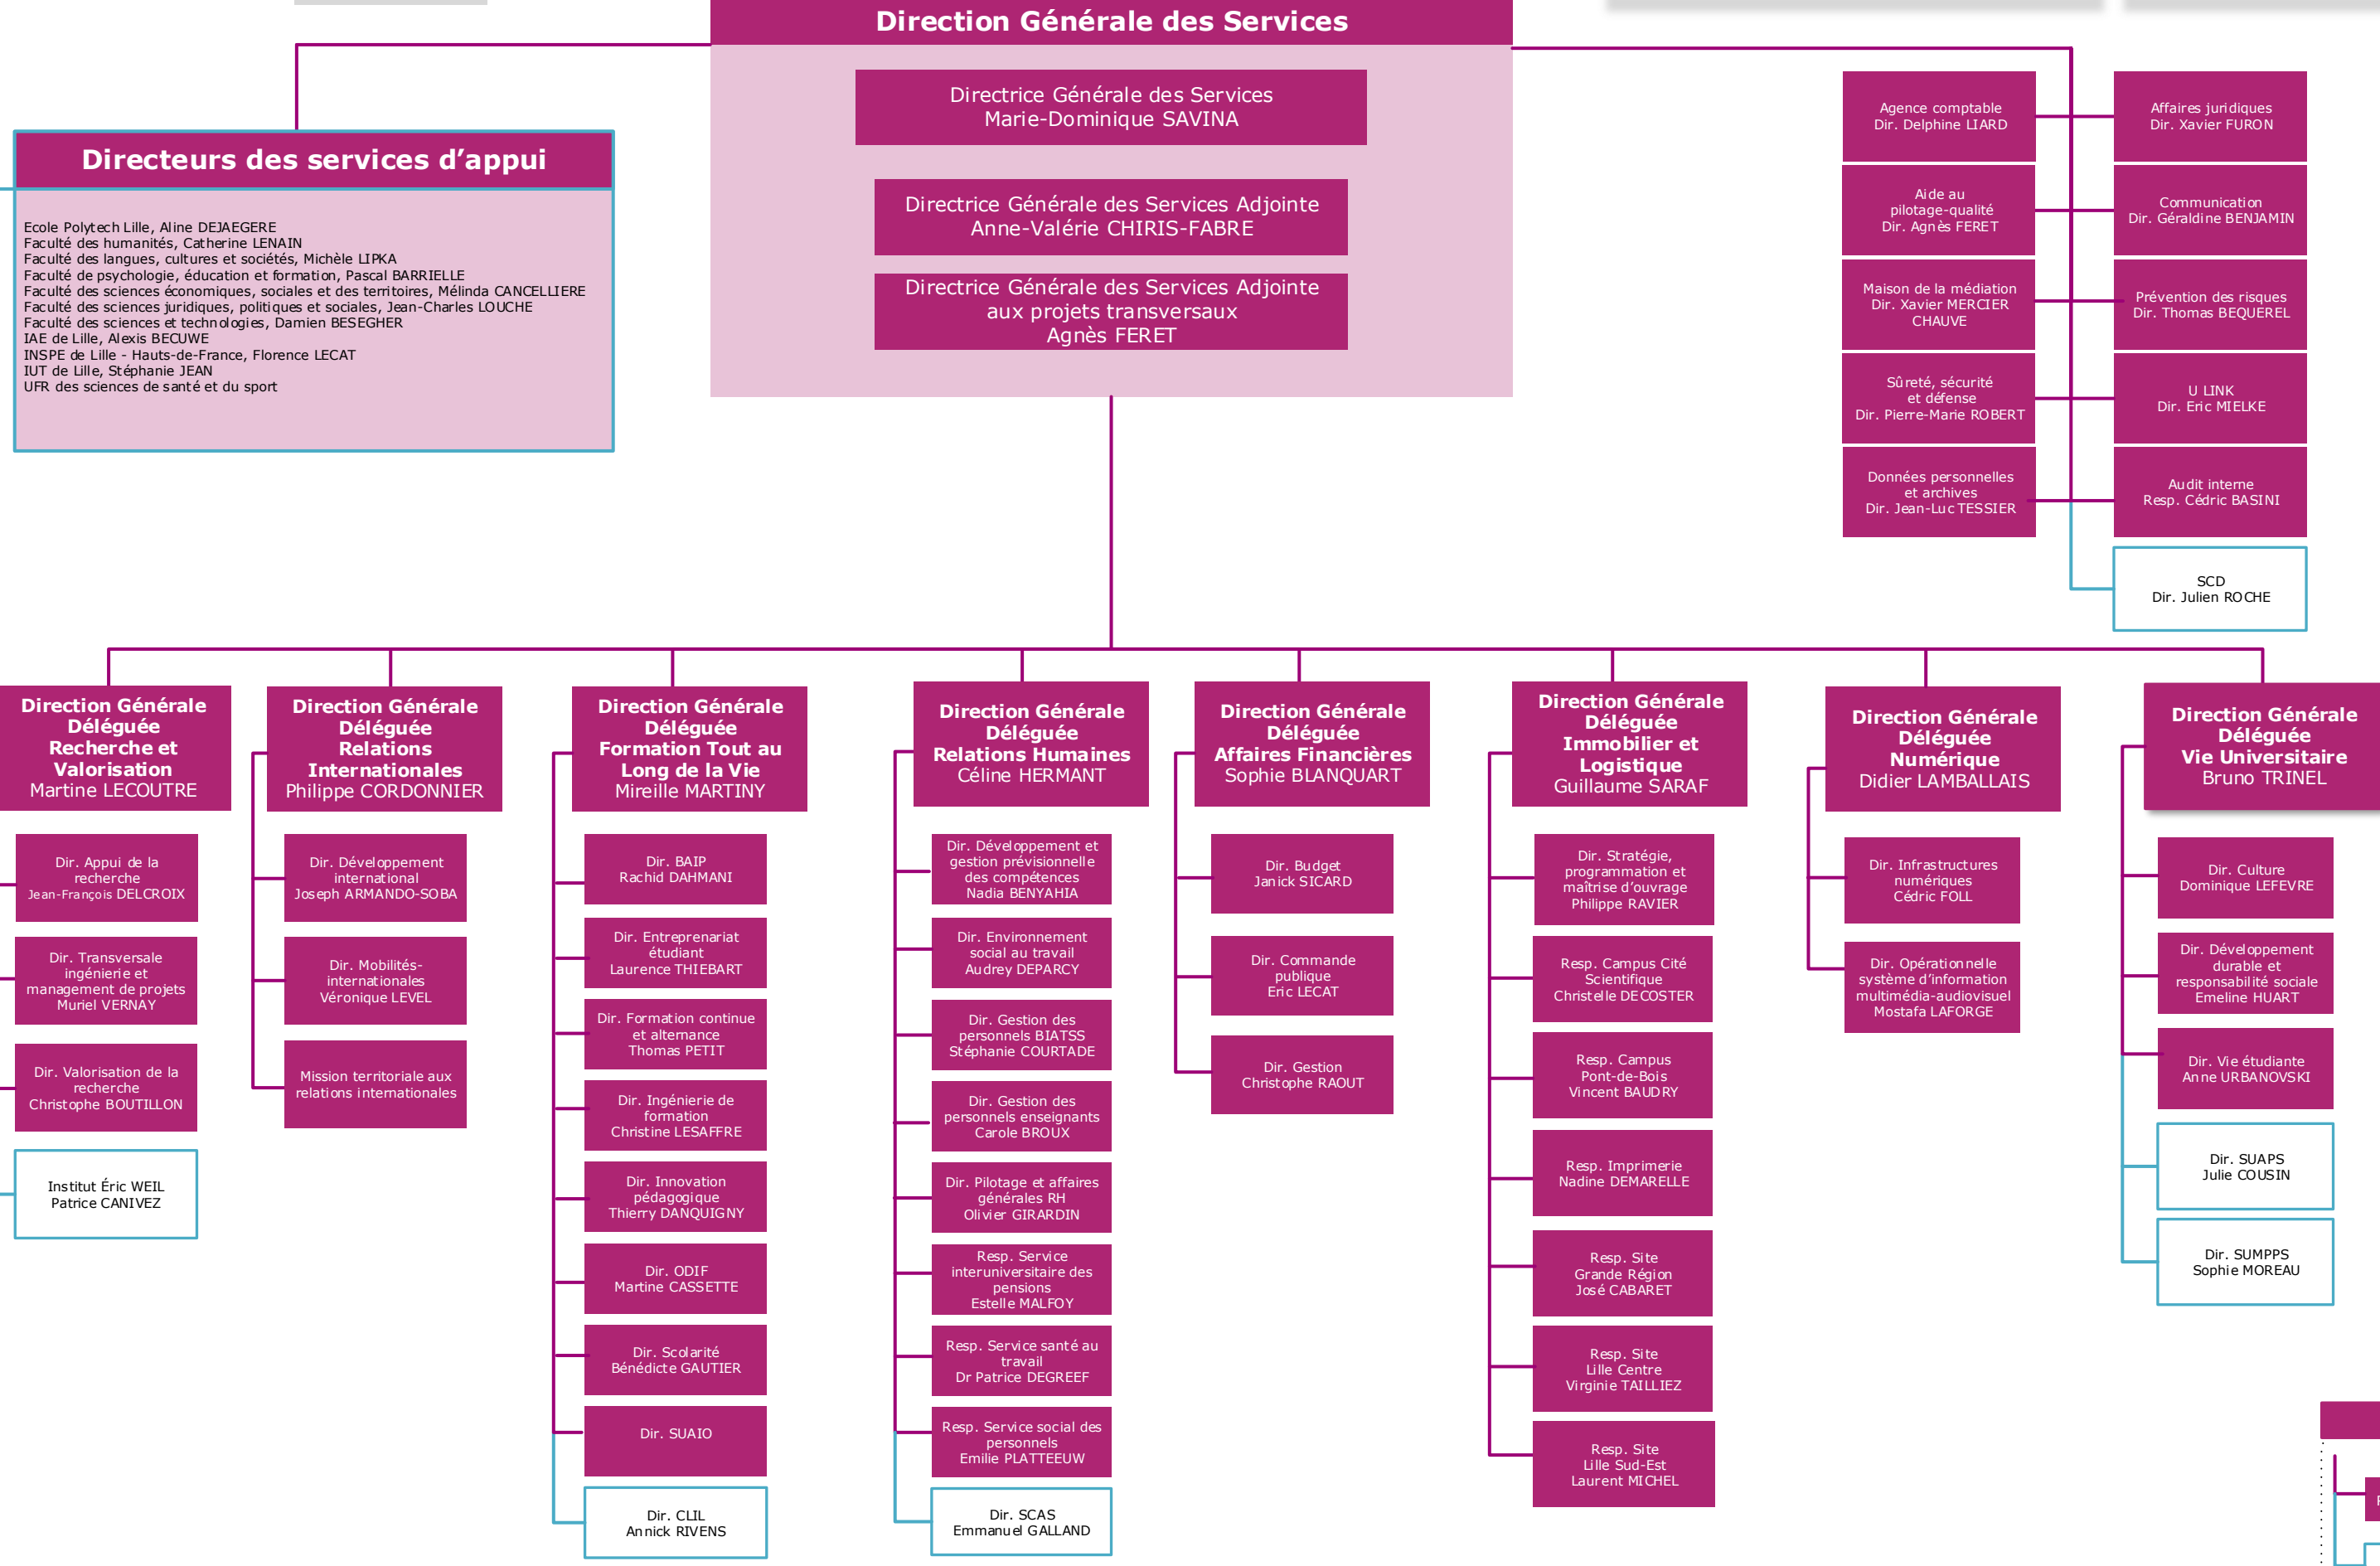 Direction Générale des Services
Directrice Générale des Services
Marie-Dominique SAVINA
Directrice Générale des Services Adjointe
Anne-Valérie CHIRIS-FABRE
Directrice Générale des Services Adjointe
aux projets transversaux
Agnès FERET
Directeurs des services d’appui
Ecole Polytech Lille, Aline DEJAEGERE
Faculté des humanités, Catherine LENAIN
Faculté des langues, cultures et sociétés, Michèle LIPKA
Faculté de psychologie, éducation et formation, Pascal BARRIELLE
Faculté des sciences économiques, sociales et des territoires, Mélinda CANCELLIERE
Faculté des sciences juridiques, politiques et sociales, Jean-Charles LOUCHE
Faculté des sciences et technologies, Damien BESEGHER
IAE de Lille, Alexis BECUWE
INSPE de Lille - Hauts-de-France, Florence LECAT
IUT de Lille, Stéphanie JEAN
UFR des sciences de santé et du sport
Agence comptable
Dir. Delphine LIARD
Affaires juridiques
Dir. Xavier FURON
Aide au
pilotage-qualité
Dir. Agnès FERET
Communication
Dir. Géraldine BENJAMIN
Maison de la médiation
Dir. Xavier MERCIER
CHAUVE
Prévention des risques
Dir. Thomas BEQUEREL
Sûreté, sécurité
et défense
Dir. Pierre-Marie ROBERT
U LINK
Dir. Eric MIELKE
Données personnelles
et archives
Dir. Jean-Luc TESSIER
Audit interne
Resp. Cédric BASINI
SCD
Dir. Julien ROCHE
Direction Générale
Déléguée
Recherche et
Valorisation
Martine LECOUTRE
Dir. Appui de la
recherche
Jean-François DELCROIX
Dir. Transversale
ingénierie et
management de projets
Muriel VERNAY
Dir. Valorisation de la
recherche
Christophe BOUTILLON
Institut Éric WEIL
Patrice CANIVEZ
Direction Générale
Déléguée
Relations
Internationales
Philippe CORDONNIER
Dir. Développement
international
Joseph ARMANDO-SOBA
Dir. Mobilités-
internationales
Véronique LEVEL
Mission territoriale aux
relations internationales
Direction Générale
Déléguée
Formation Tout au
Long de la Vie
Mireille MARTINY
Dir. BAIP
Rachid DAHMANI
Dir. Entreprenariat
étudiant
Laurence THIEBART
Dir. Formation continue
et alternance
Thomas PETIT
Dir. Ingénierie de
formation
Christine LESAFFRE
Dir. Innovation
pédagogique
Thierry DANQUIGNY
Dir. ODIF
Martine CASSETTE
Dir. Scolarité
Bénédicte GAUTIER
Dir. SUAIO
Dir. CLIL
Annick RIVENS
Direction Générale
Déléguée
Relations Humaines
Céline HERMANT
Dir. Développement et
gestion prévisionnelle
des compétences
Nadia BENYAHIA
Dir. Environnement
social au travail
Audrey DEPARCY
Dir. Gestion des
personnels BIATSS
Stéphanie COURTADE
Dir. Gestion des
personnels enseignants
Carole BROUX
Dir. Pilotage et affaires
générales RH
Olivier GIRARDIN
Resp. Service
interuniversitaire des
pensions
Estelle MALFOY
Resp. Service santé au
travail
Dr Patrice DEGREEF
Resp. Service social des
personnels
Emilie PLATTEEUW
Dir. SCAS
Emmanuel GALLAND
Direction Générale
Déléguée
Affaires Financières
Sophie BLANQUART
Dir. Budget
Janick SICARD
Dir. Commande
publique
Eric LECAT
Dir. Gestion
Christophe RAOUT
Direction Générale
Déléguée
Immobilier et
Logistique
Guillaume SARAF
Dir. Stratégie,
programmation et
maîtrise d’ouvrage
Philippe RAVIER
Resp. Campus Cité
Scientifique
Christelle DECOSTER
Resp. Campus
Pont-de-Bois
Vincent BAUDRY
Resp. Imprimerie
Nadine DEMARELLE
Resp. Site
Grande Région
José CABARET
Resp. Site
Lille Centre
Virginie TAILLIEZ
Resp. Site
Lille Sud-Est
Laurent MICHEL
Direction Générale
Déléguée
Numérique
Didier LAMBALLAIS
Dir. Infrastructures
numériques
Cédric FOLL
Dir. Opérationnelle
système d’information
multimédia-audiovisuel
Mostafa LAFORGE
Direction Générale
Déléguée
Vie Universitaire
Bruno TRINEL
Dir. Culture
Dominique LEFEVRE
Dir. Développement
durable et
responsabilité sociale
Emeline HUART
Dir. Vie étudiante
Anne URBANOVSKI
Dir. SUAPS
Julie COUSIN
Dir. SUMPPS
Sophie MOREAU